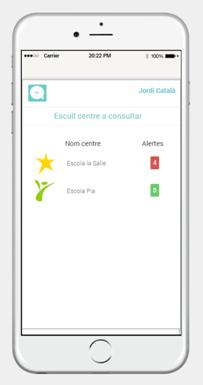 Carrier 20:22 PM 100%
Jordi Català
Escull centre a consultar
Nom centre Alertes
Escola la Salle 4
Escola Pia 0